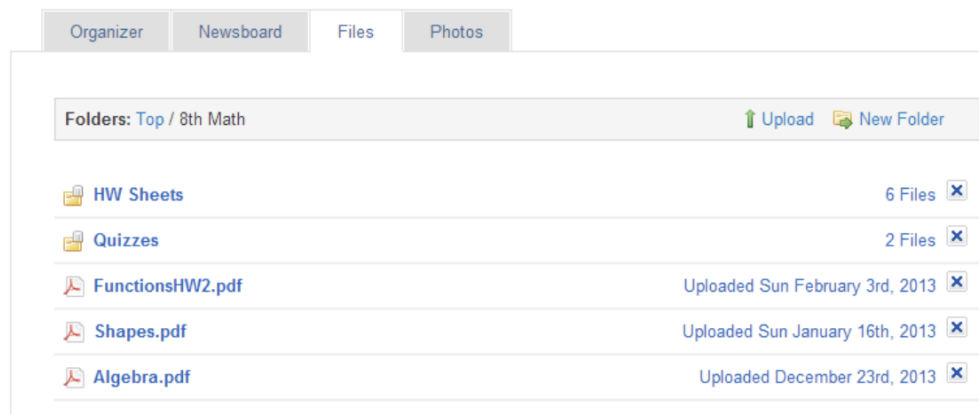 Organizer Newsboard Files Photos
Folders: Top / 8th Math Upload New Folder
HW Sheets 6 Files
Quizzes 2 Files
FunctionsHW2.pdf Uploaded Sun February 3rd, 2013
Shapes.pdf Uploaded Sun January 16th, 2013
Algebra.pdf Uploaded December 23rd, 2013